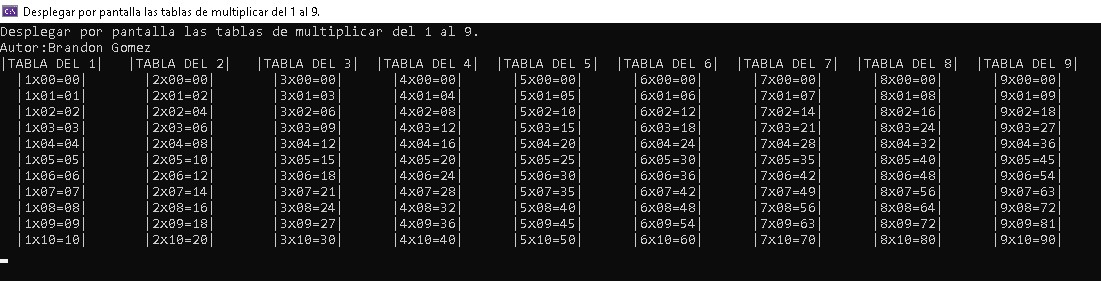 Desplegar por pantalla las tablas de multiplicar del 1 al 9.
Desplegar por pantalla las tablas de multiplicar del 1 al 9.
Autor:Brandon Gomez
|TABLA DEL 1| |TABLA DEL 2| |TABLA DEL 3| |TABLA DEL 4| |TABLA DEL 5| |TABLA DEL 6| |TABLA DEL 7| |TABLA DEL 8| |TABLA DEL 9|
|1x00=00| |2x00=00| |3x00=00| |4x00=00| |5x00=00| |6x00=00| |7x00=00| |8x00=00| |9x00=00|
|1x01=01| |2x01=02| |3x01=03| |4x01=04| |5x01=05| |6x01=06| |7x01=07| |8x01=08| |9x01=09|
|1x02=02| |2x02=04| |3x02=06| |4x02=08| |5x02=10| |6x02=12| |7x02=14| |8x02=16| |9x02=18|
|1x03=03| |2x03=06| |3x03=09| |4x03=12| |5x03=15| |6x03=18| |7x03=21| |8x03=24| |9x03=27|
|1x04=04| |2x04=08| |3x04=12| |4x04=16| |5x04=20| |6x04=24| |7x04=28| |8x04=32| |9x04=36|
|1x05=05| |2x05=10| |3x05=15| |4x05=20| |5x05=25| |6x05=30| |7x05=35| |8x05=40| |9x05=45|
|1x06=06| |2x06=12| |3x06=18| |4x06=24| |5x06=30| |6x06=36| |7x06=42| |8x06=48| |9x06=54|
|1x07=07| |2x07=14| |3x07=21| |4x07=28| |5x07=35| |6x07=42| |7x07=49| |8x07=56| |9x07=63|
|1x08=08| |2x08=16| |3x08=24| |4x08=32| |5x08=40| |6x08=48| |7x08=56| |8x08=64| |9x08=72|
|1x09=09| |2x09=18| |3x09=27| |4x09=36| |5x09=45| |6x09=54| |7x09=63| |8x09=72| |9x09=81|
|1x10=10| |2x10=20| |3x10=30| |4x10=40| |5x10=50| |6x10=60| |7x10=70| |8x10=80| |9x10=90|